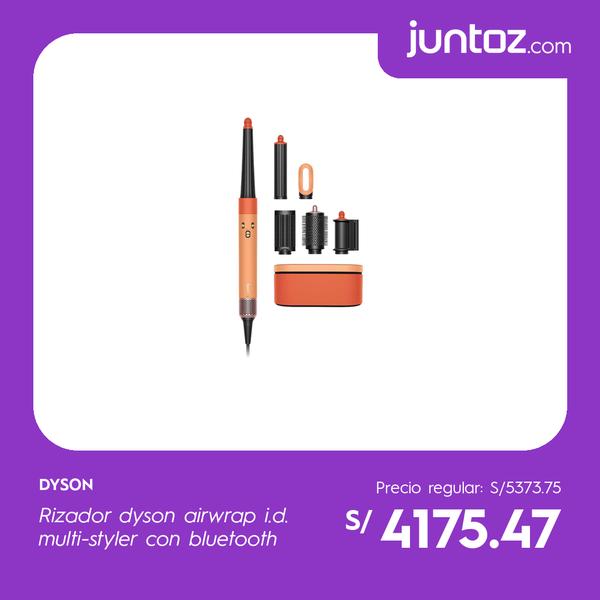 juntoz.com
DYSON
Rizador dyson airwrap i.d.
multi-styler con bluetooth
Precio regular: S/5373.75
S/ 4175.47